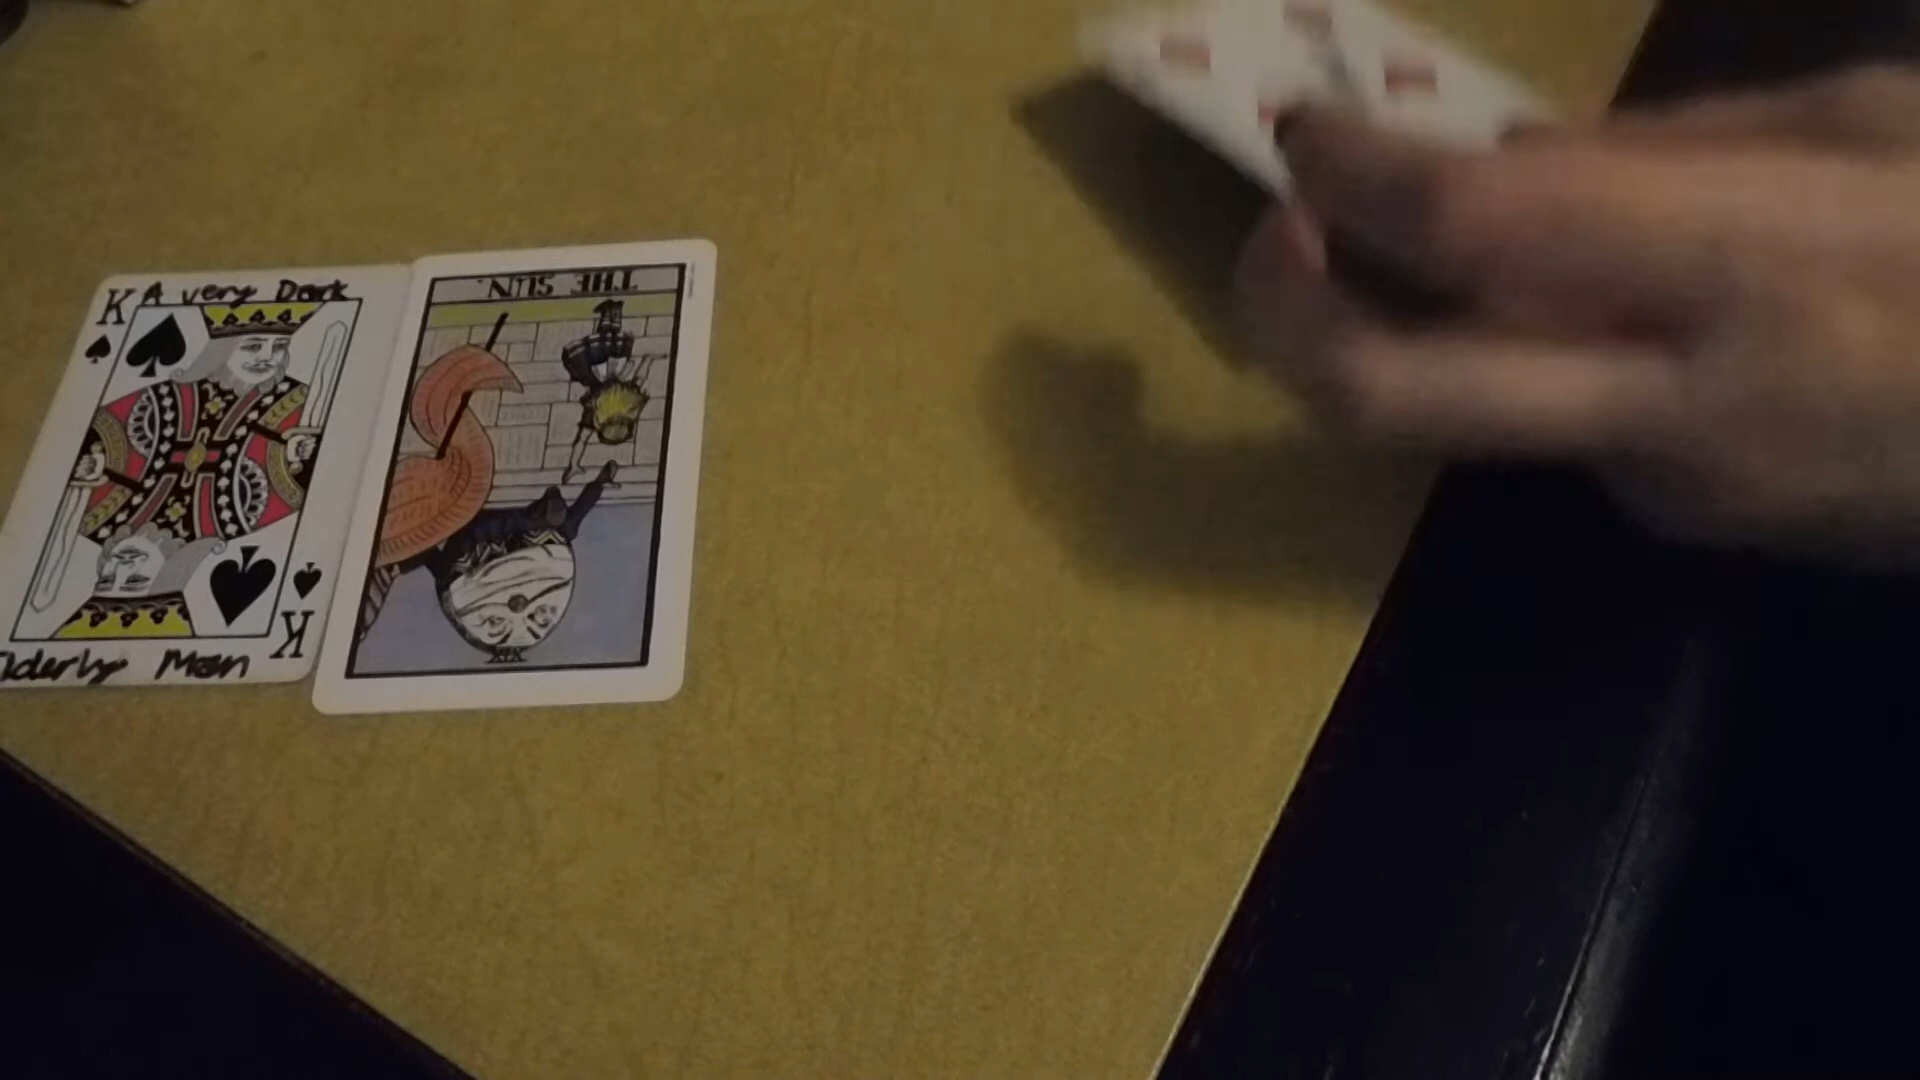 K A very Dark
Elderly Man
K
THE SUN.
XIX